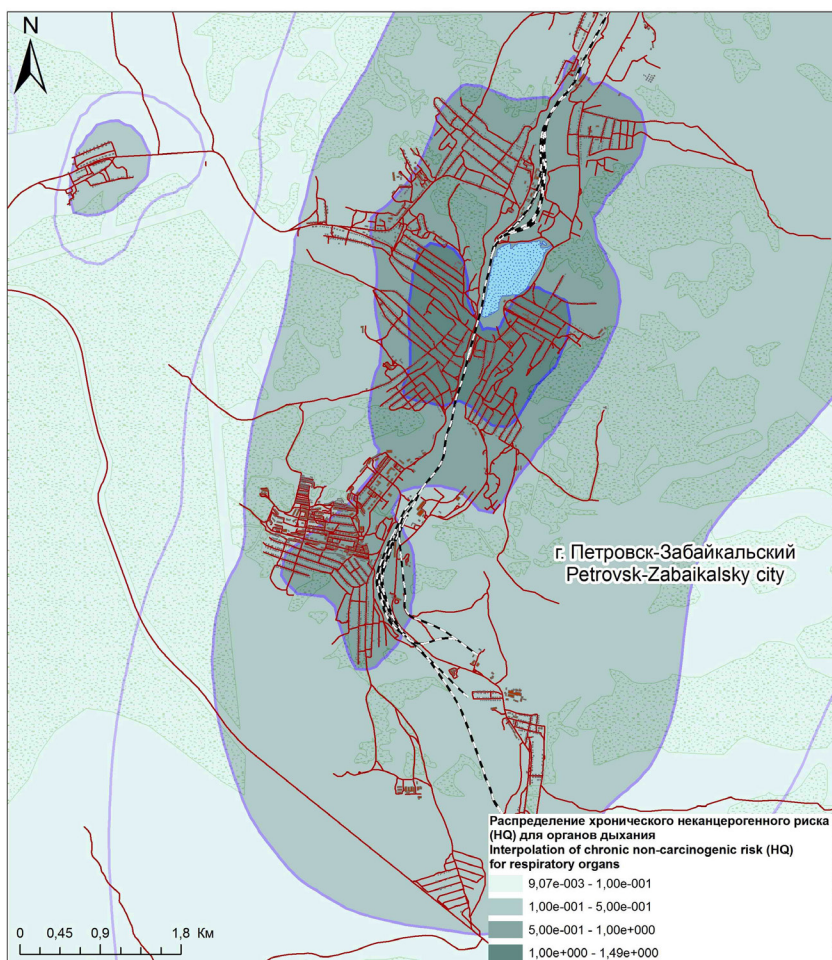 N
г. Петровск-Забайкальский
Petrovsk-Zabaikalsky city
Распределение хронического неканцерогенного риска
(HQ) для органов дыхания
Interpolation of chronic non-carcinogenic risk (HQ)
for respiratory organs
9,07e-003 - 1,00e-001
1,00e-001 - 5,00e-001
5,00e-001 - 1,00e+000
1,00e+000 - 1,49e+000
0 0,45 0,9 1,8 Км